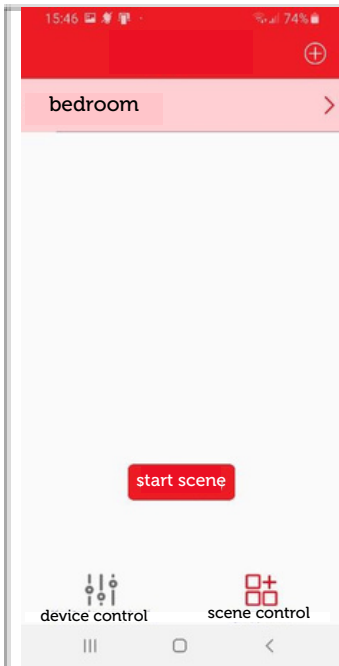 15:46
74%
bedroom
start scene
device control
scene control